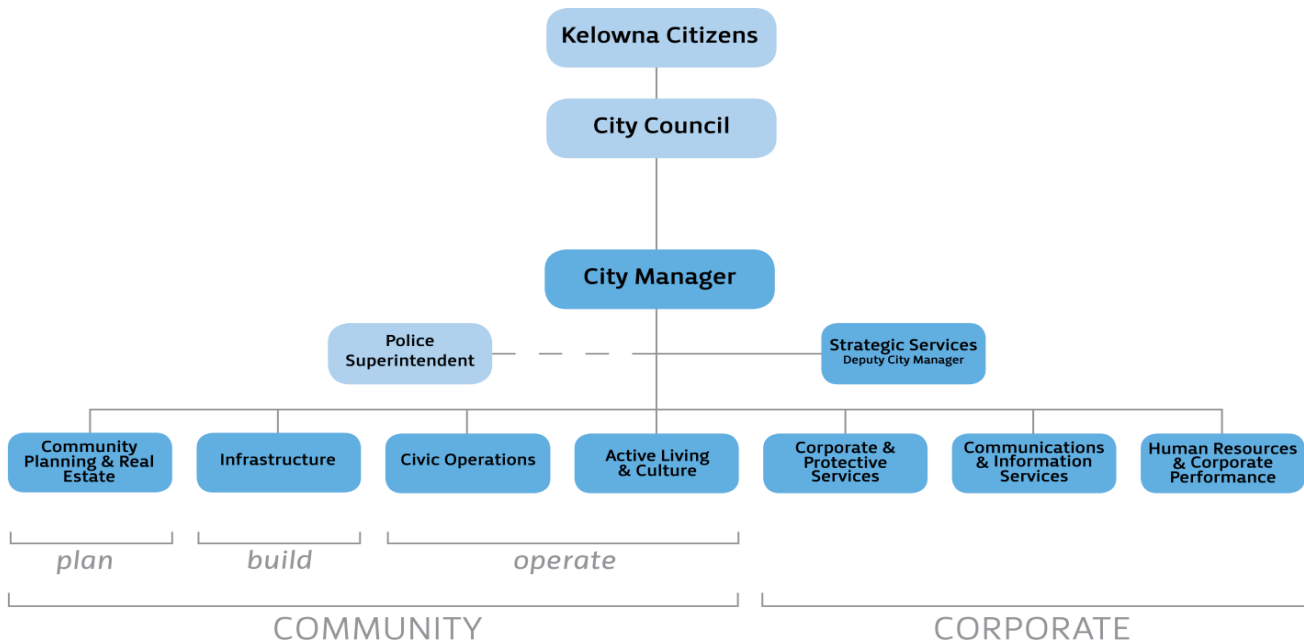 Kelowna Citizens
City Council
City Manager
Police
Superintendent
Strategic Services
Deputy City Manager
Community
Planning & Real
Estate
Infrastructure
Civic Operations
Active Living
& Culture
Corporate &
Protective
Services
Communications
& Information
Services
Human Resources
& Corporate
Performance
plan
build
operate
COMMUNITY
CORPORATE